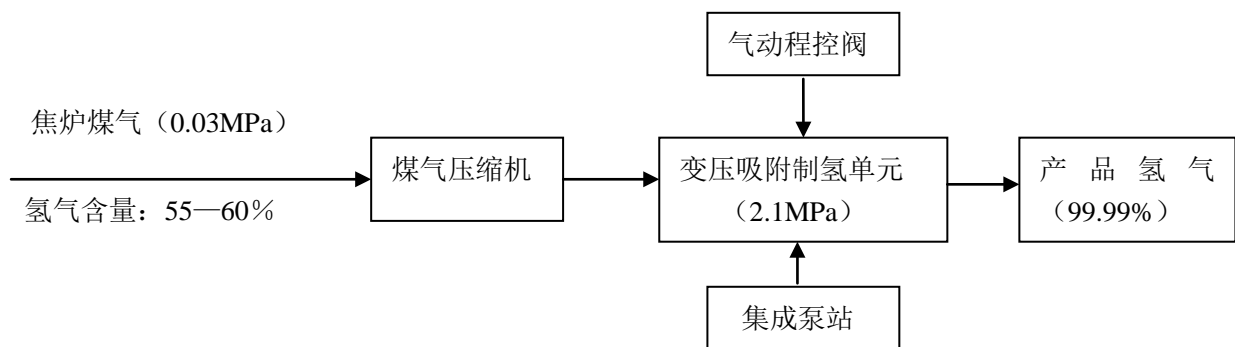 气动程控阀
焦炉煤气（0.03MPa）
煤气压缩机
变压吸附制氢单元
（2.1MPa）
产品氢气
（99.99%）
氢气含量：55—60％
集成泵站